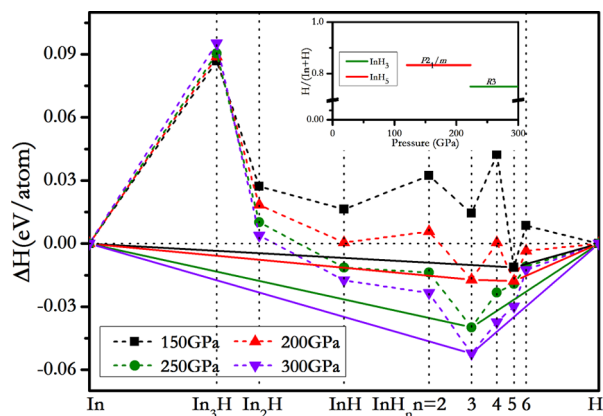 1.0
InH₃
InH₅
P2₁/m
R3
0.8
0.00
H/(In+H)
0 100 200 300
Pressure (GPa)
0.09
0.06
0.03
0.00
-0.03
-0.06
ΔH(eV/atom)
150GPa 200GPa
250GPa 300GPa
In In₃H In₂H InH InHₙn=2 3 4 5 6 H